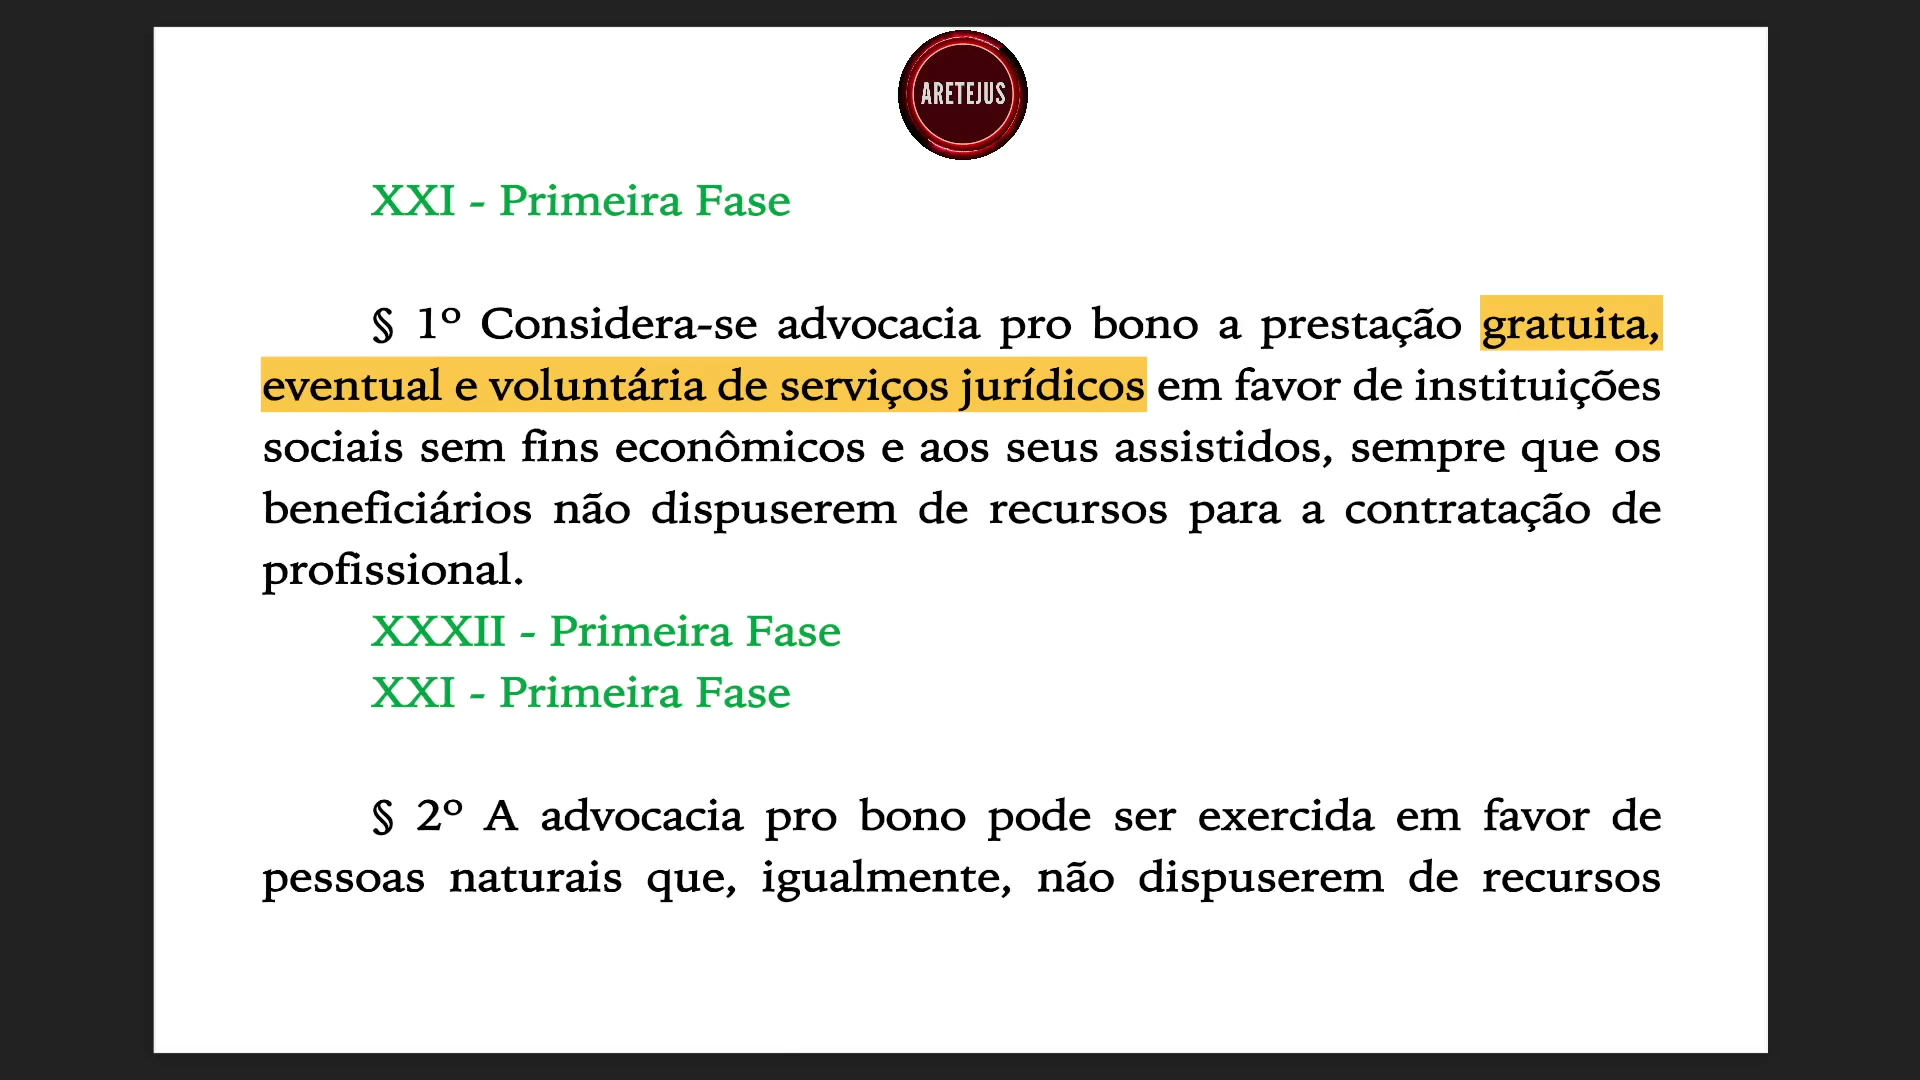 ARETEJUS
XXI - Primeira Fase
§ 1º Considera-se advocacia pro bono a prestação gratuita,
eventual e voluntária de serviços jurídicos em favor de instituições
sociais sem fins econômicos e aos seus assistidos, sempre que os
beneficiários não dispuserem de recursos para a contratação de
profissional.
XXXII - Primeira Fase
XXI - Primeira Fase
§ 2º A advocacia pro bono pode ser exercida em favor de
pessoas naturais que, igualmente, não dispuserem de recursos